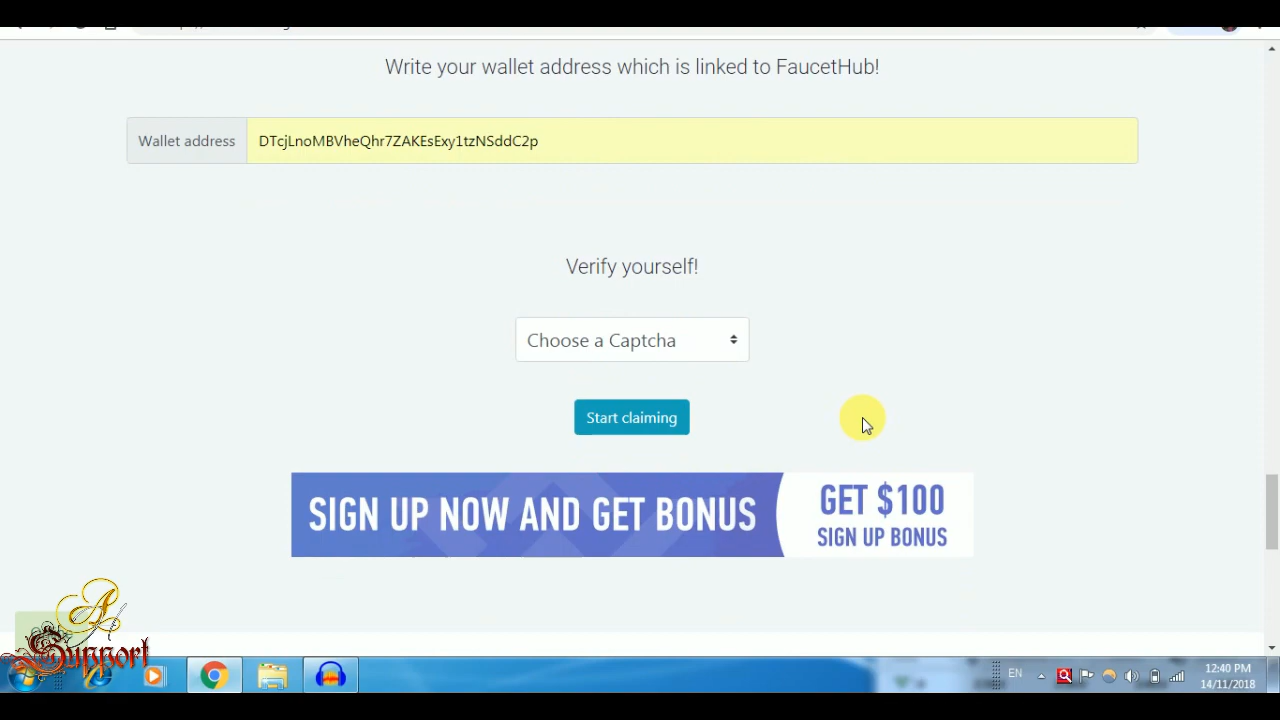 Write your wallet address which is linked to FaucetHub!
Wallet address
DTcjLnoMBVheQhr7ZAKEsExy1tzNSddC2p
Verify yourself!
Choose a Captcha
Start claiming
SIGN UP NOW AND GET BONUS
GET $100
SIGN UP BONUS
A
Support
EN
12:40 PM
14/11/2018